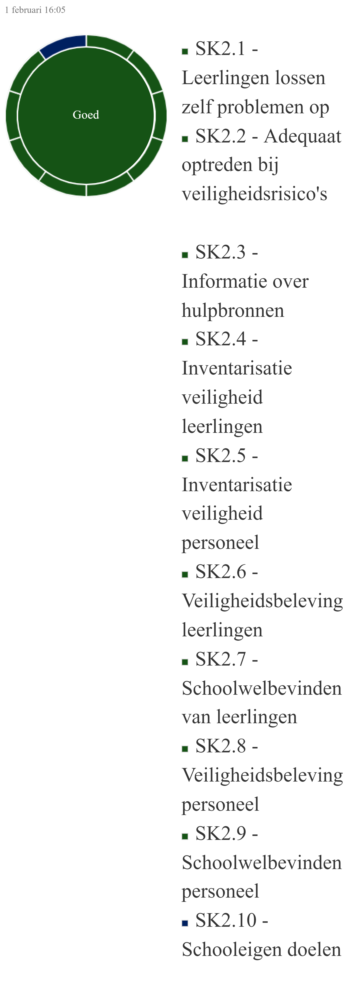 1 februari 16:05
Goed
SK2.1 -
Leerlingen lossen
zelf problemen op
SK2.2 - Adequaat
optreden bij
veiligheidsrisico's
SK2.3 -
Informatie over
hulpbronnen
SK2.4 -
Inventarisatie
veiligheid
leerlingen
SK2.5 -
Inventarisatie
veiligheid
personeel
SK2.6 -
Veiligheidsbeleving
leerlingen
SK2.7 -
Schoolwelbevinden
van leerlingen
SK2.8 -
Veiligheidsbeleving
personeel
SK2.9 -
Schoolwelbevinden
personeel
SK2.10 -
Schooleigen doelen